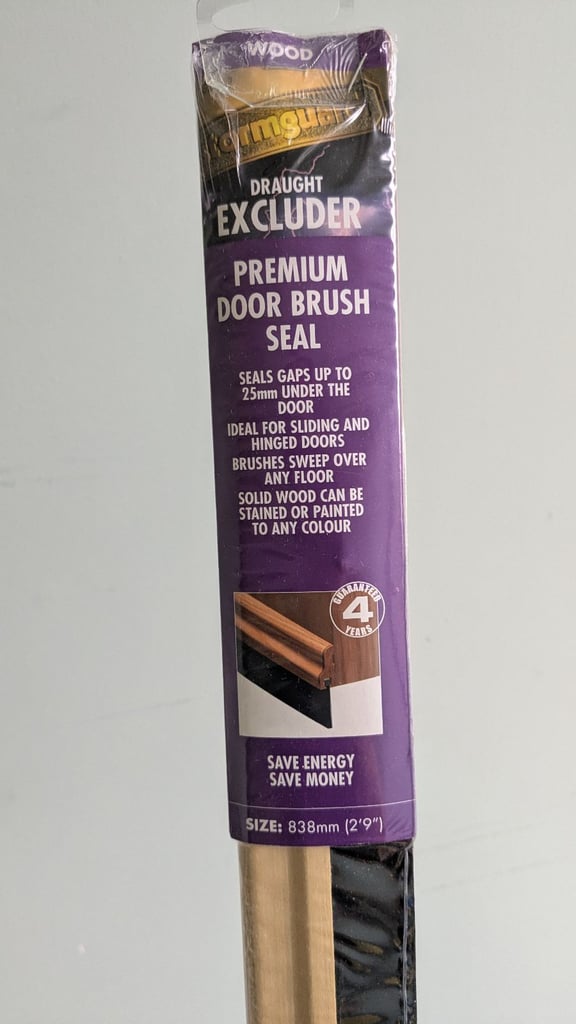 WOOD
DRAUGHT
EXCLUDER
PREMIUM
DOOR BRUSH
SEAL
SEALS GAPS UP TO
25mm UNDER THE
DOOR
IDEAL FOR SLIDING AND
HINGED DOORS
BRUSHES SWEEP OVER
ANY FLOOR
SOLID WOOD CAN BE
STAINED OR PAINTED
TO ANY COLOUR
GUARANTEED
4
YEARS
SAVE ENERGY
SAVE MONEY
SIZE: 838mm (2'9")